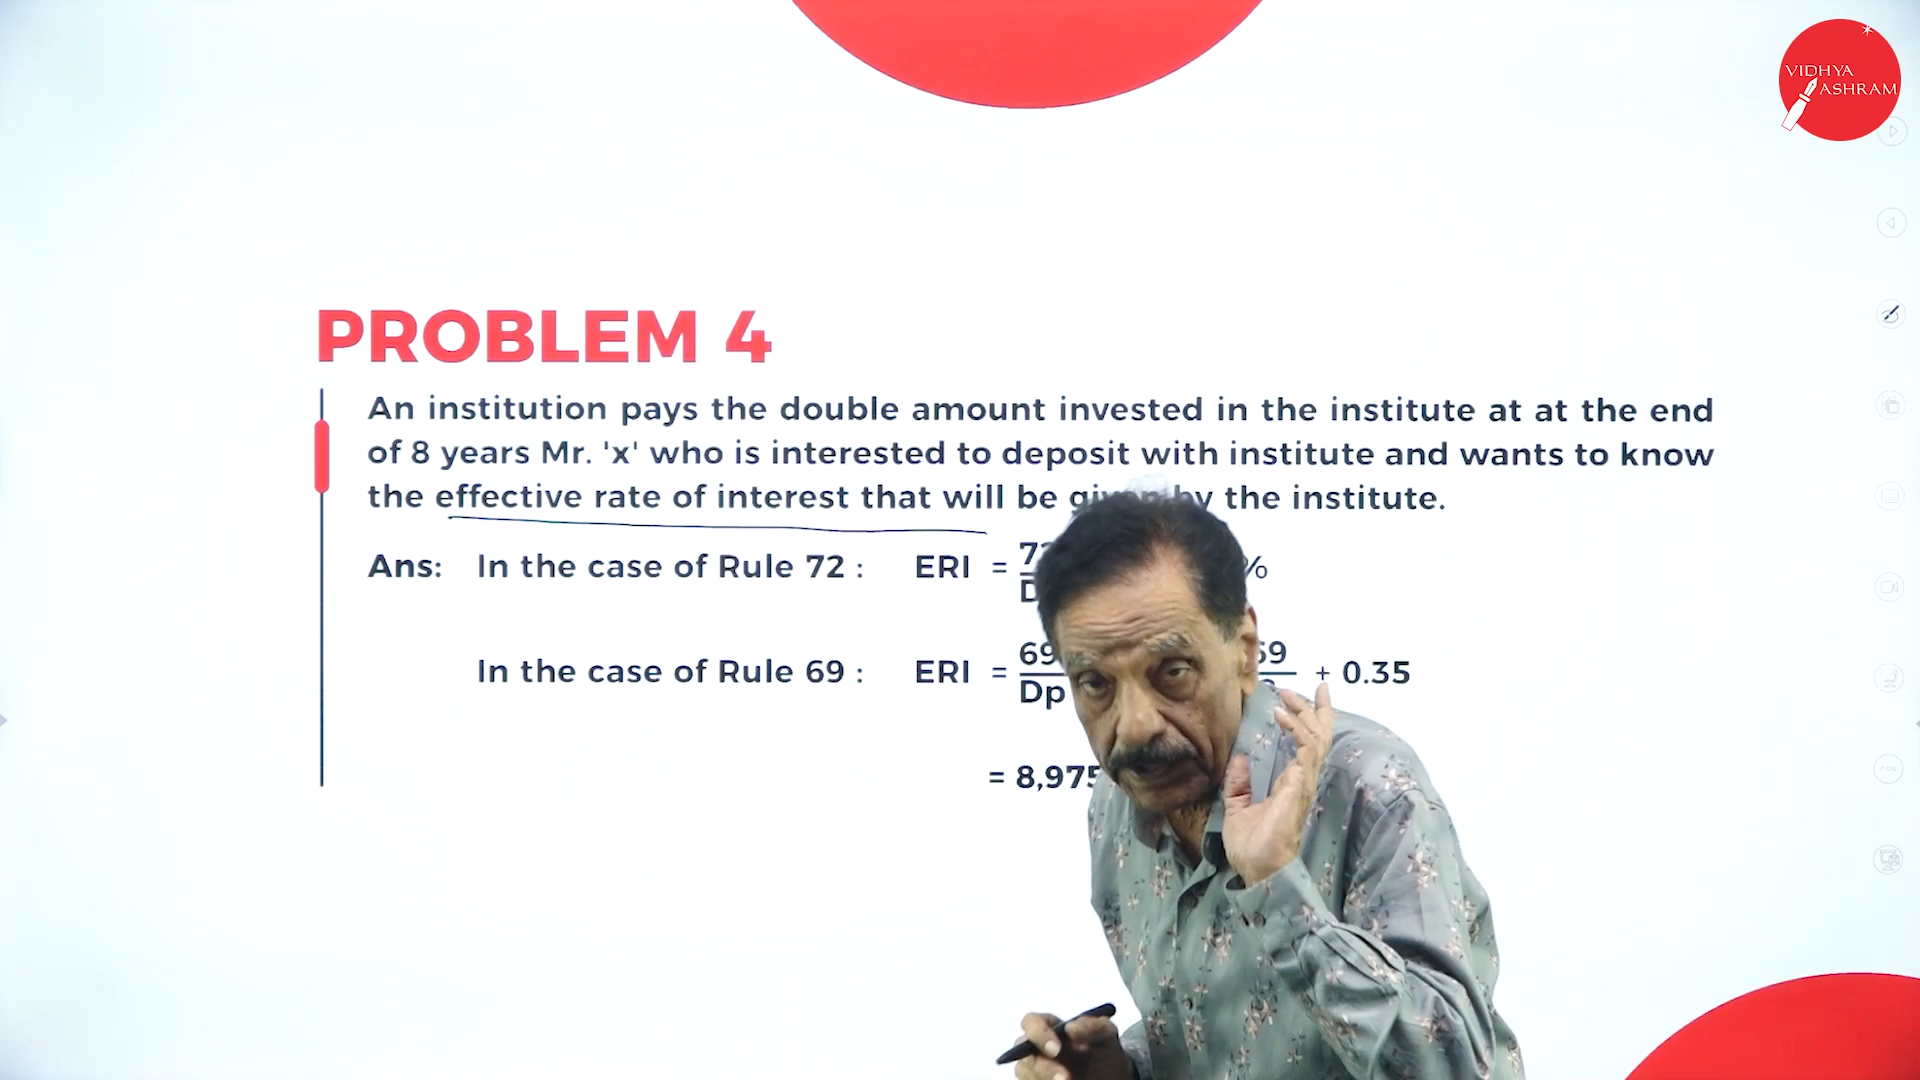 VIDHYA
ASHRAM
PROBLEM 4
An institution pays the double amount invested in the institute at at the end
of 8 years Mr. 'x' who is interested to deposit with institute and wants to know
the effective rate of interest that will be given by the institute.
Ans: In the case of Rule 72 : ERI = %
In the case of Rule 69 : ERI = 69 / Dp 69 + 0.35
= 8,975